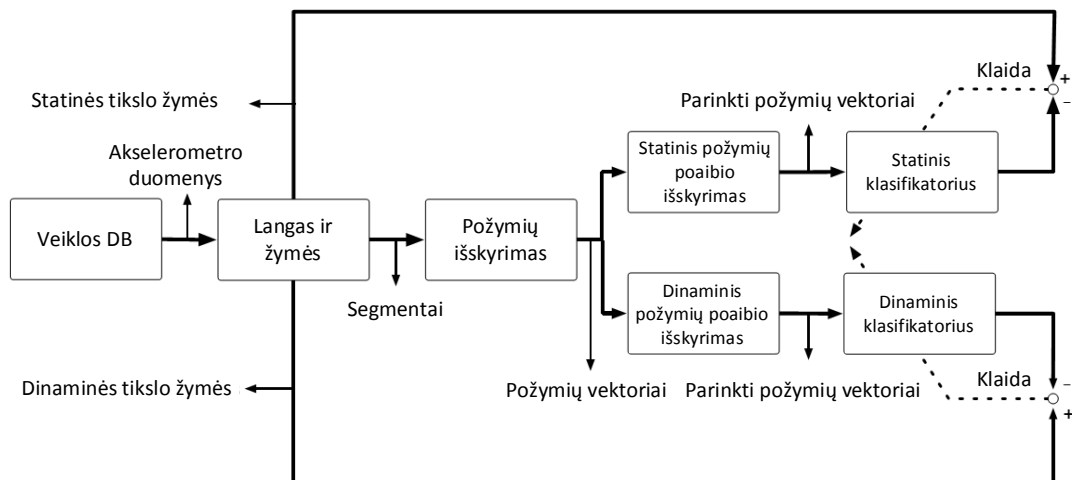 Klaida
+
−
Statinės tikslo žymės
Parinkti požymių vektoriai
Akselerometro
duomenys
Statinis požymių
poaibio
išskyrimas
Statinis
klasifikatorius
Veiklos DB
Langas ir
žymės
Požymių
išskyrimas
Segmentai
Dinaminis
požymių poaibio
išskyrimas
Dinaminis
klasifikatorius
Dinaminės tikslo žymės
Požymių vektoriai
Parinkti požymių vektoriai
Klaida
−
+